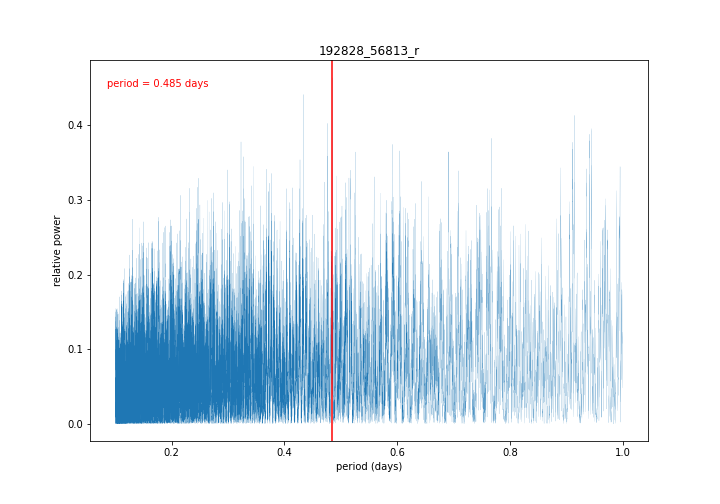 192828_56813_r
period = 0.485 days
relative power
0.4
0.3
0.2
0.1
0.0
0.2 0.4 0.6 0.8 1.0
period (days)